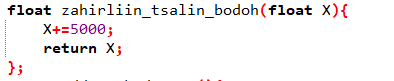 float zahirliin_tsalin_bodoh(float X){
X+=5000;
return X;
};